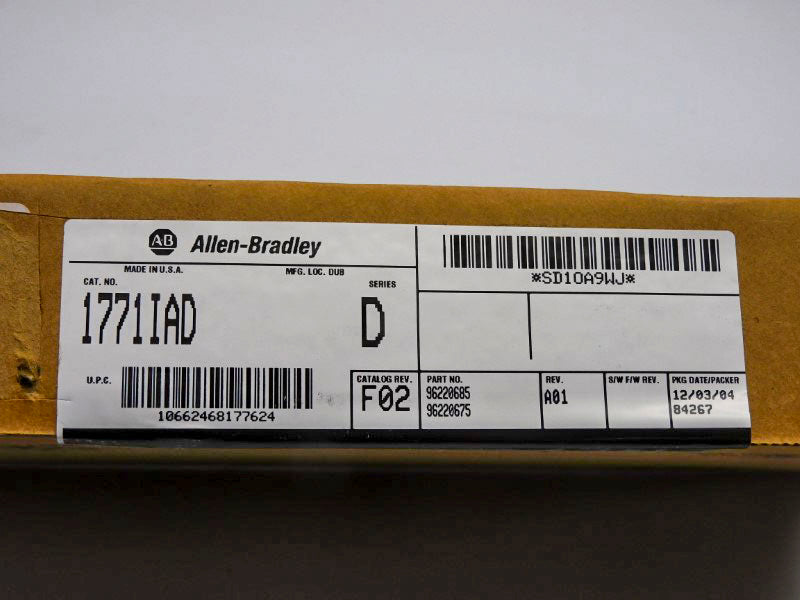 AB Allen-Bradley
MADE IN U.S.A. MFG. LOC. DUB
CAT. NO. SERIES
1771IAD D
U.P.C.
10662468177624
CATALOG REV.
F02
*SD10A9WJ*
PART NO.
96220685
96220675
REV.
A01
S/W F/W REV.
PKG DATE/PACKER
12/03/04
84267